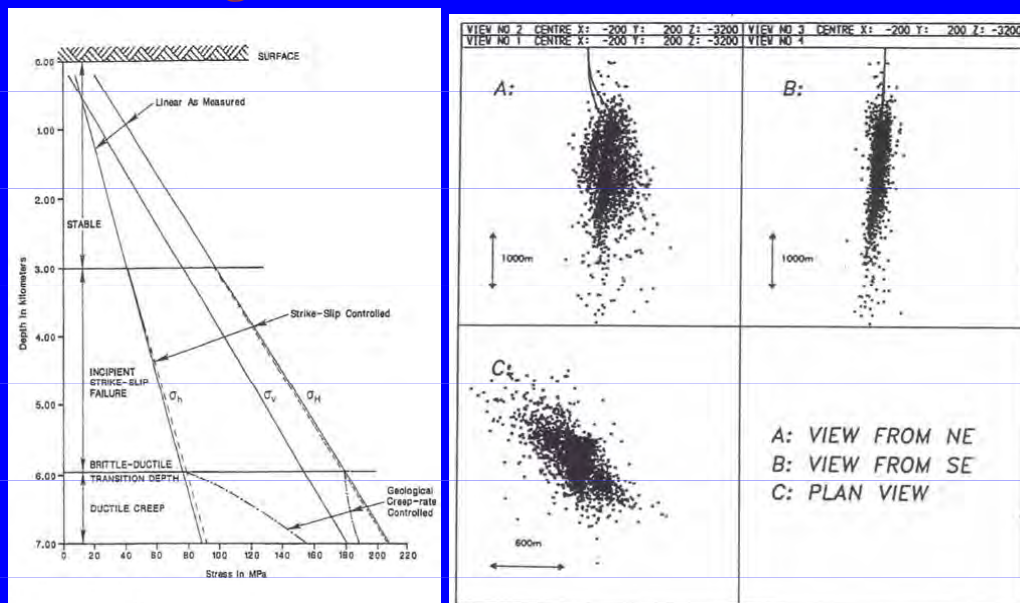 SURFACE
0.00
Linear As Measured
1.00
2.00
STABLE
3.00
Depth in kilometers
Strike-Slip Controlled
4.00
INCIPIENT
STRIKE-SLIP
FAILURE
σh
σv
σH
5.00
BRITTLE-DUCTILE
6.00
TRANSITION DEPTH
Geological
Creep-rate
Controlled
DUCTILE CREEP
7.00
0 20 40 60 80 100 120 140 160 180 200 220
Stress in MPa
VIEW NO 2 CENTRE X: -200 Y: 200 Z: -3200
VIEW NO 3 CENTRE X: -200 Y: 200 Z: -3200
VIEW NO 1 CENTRE X: -200 Y: 200 Z: -3200
VIEW NO 4
A:
B:
1000m
1000m
C:
600m
A: VIEW FROM NE
B: VIEW FROM SE
C: PLAN VIEW